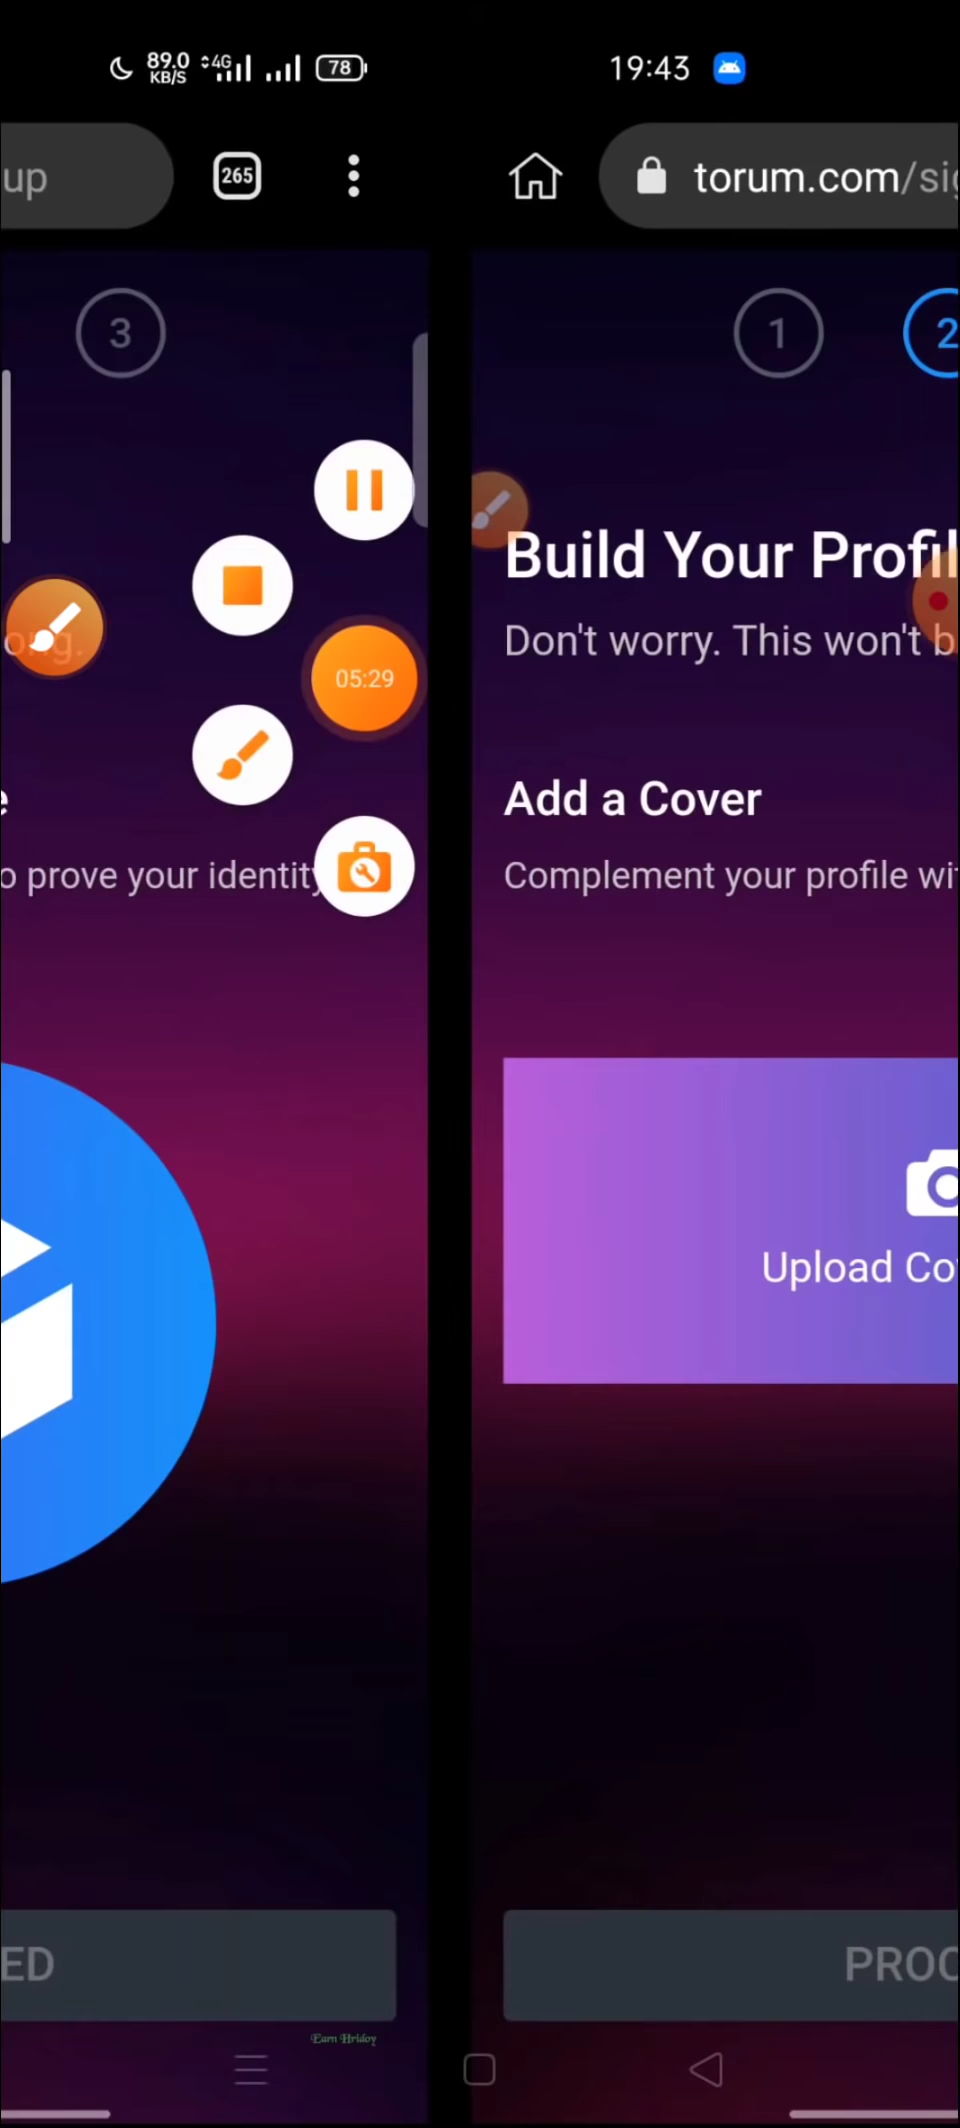 89.0
KB/S
4G
78
up
265
3
ong.
05:29
e
o prove your identity
ED
Earn Hridoy
19:43
torum.com/sig
1
2
Build Your Profil
Don't worry. This won't b
Add a Cover
Complement your profile wi
Upload Co
PROC